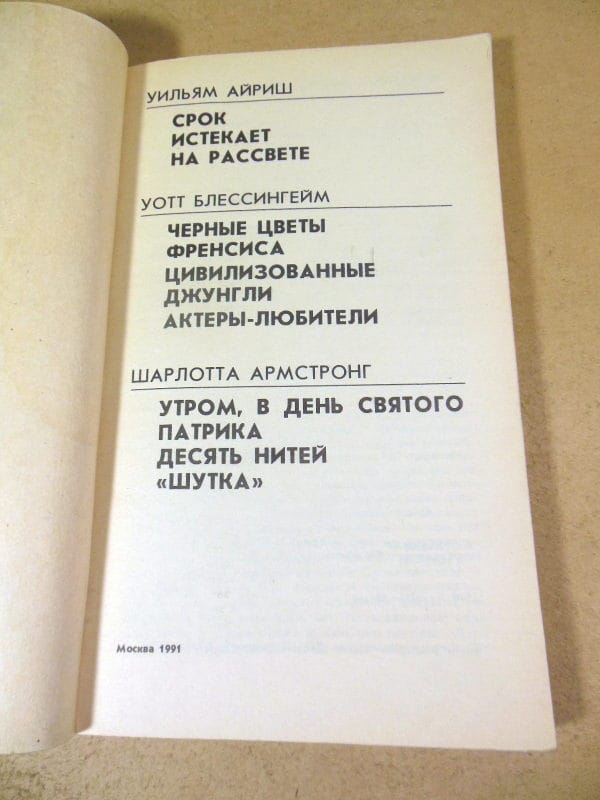 УИЛЬЯМ АЙРИШ
СРОК
ИСТЕКАЕТ
НА РАССВЕТЕ
УОТТ БЛЕССИНГЕЙМ
ЧЕРНЫЕ ЦВЕТЫ
ФРЕНСИСА
ЦИВИЛИЗОВАННЫЕ
ДЖУНГЛИ
АКТЕРЫ-ЛЮБИТЕЛИ
ШАРЛОТТА АРМСТРОНГ
УТРОМ, В ДЕНЬ СВЯТОГО
ПАТРИКА
ДЕСЯТЬ НИТЕЙ
«ШУТКА»
Москва 1991